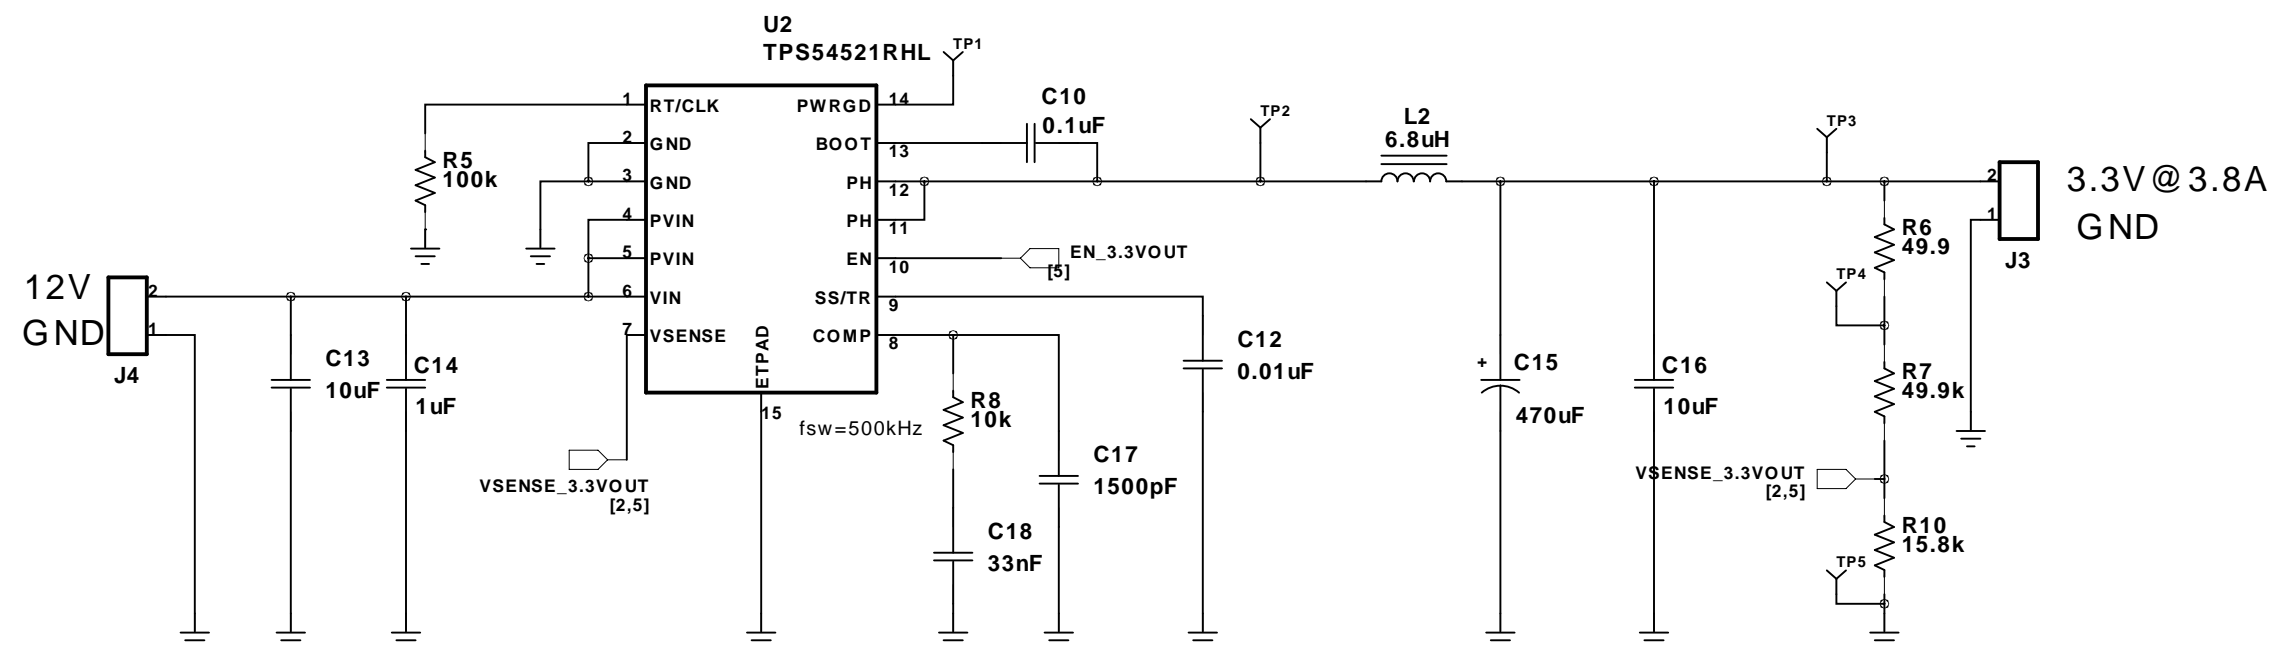 U2
TPS54521RHL
TP1
1
RT/CLK
PWRGD
14
C10
0.1uF
TP2
L2
6.8uH
TP3
2
GND
BOOT
13
R5
100k
3
GND
PH
12
2
3.3V@3.8A
4
PVIN
PH
11
1
GND
R6
49.9
J3
5
PVIN
EN
10
EN_3.3VOUT
[5]
TP4
12V
2
6
VIN
SS/TR
9
GND
1
7
VSENSE
COMP
8
ETPAD
15
J4
C13
10uF
C14
1uF
C12
0.01uF
+
C15
470uF
C16
10uF
R7
49.9k
R8
10k
fsw=500kHz
C17
1500pF
VSENSE_3.3VOUT
[2,5]
VSENSE_3.3VOUT
[2,5]
C18
33nF
R10
15.8k
TP5